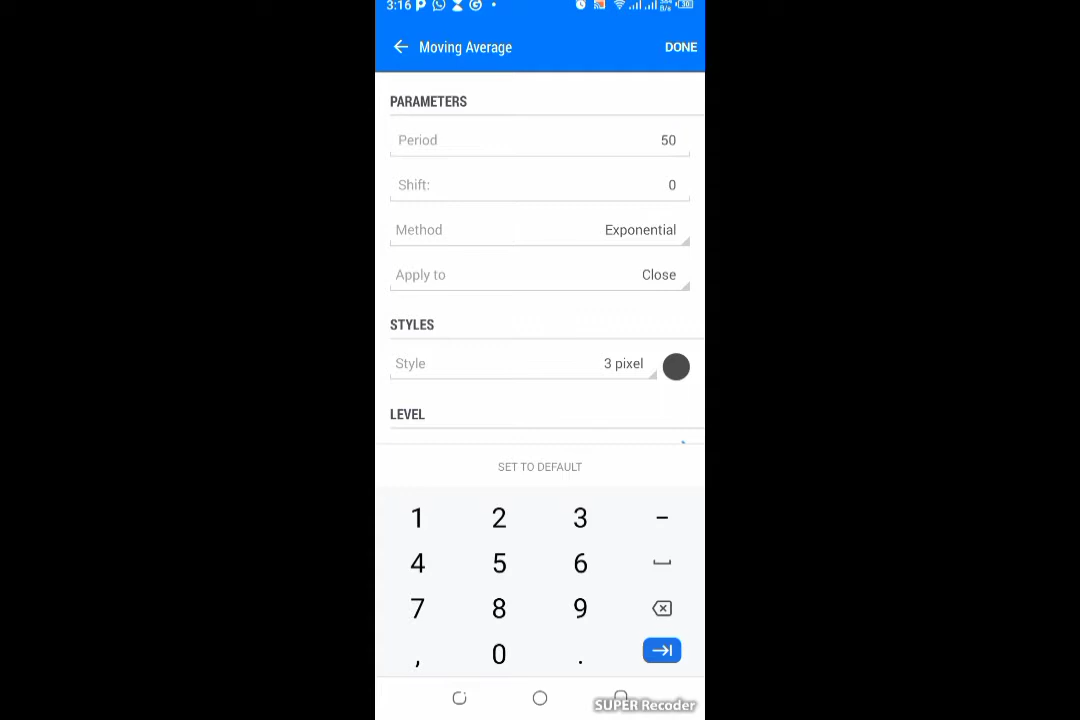 3:16
Moving Average DONE
PARAMETERS
Period 50
Shift: 0
Method Exponential
Apply to Close
STYLES
Style 3 pixel
LEVEL
SET TO DEFAULT
1 2 3 -
4 5 6
7 8 9
, 0 .
SUPER Recoder